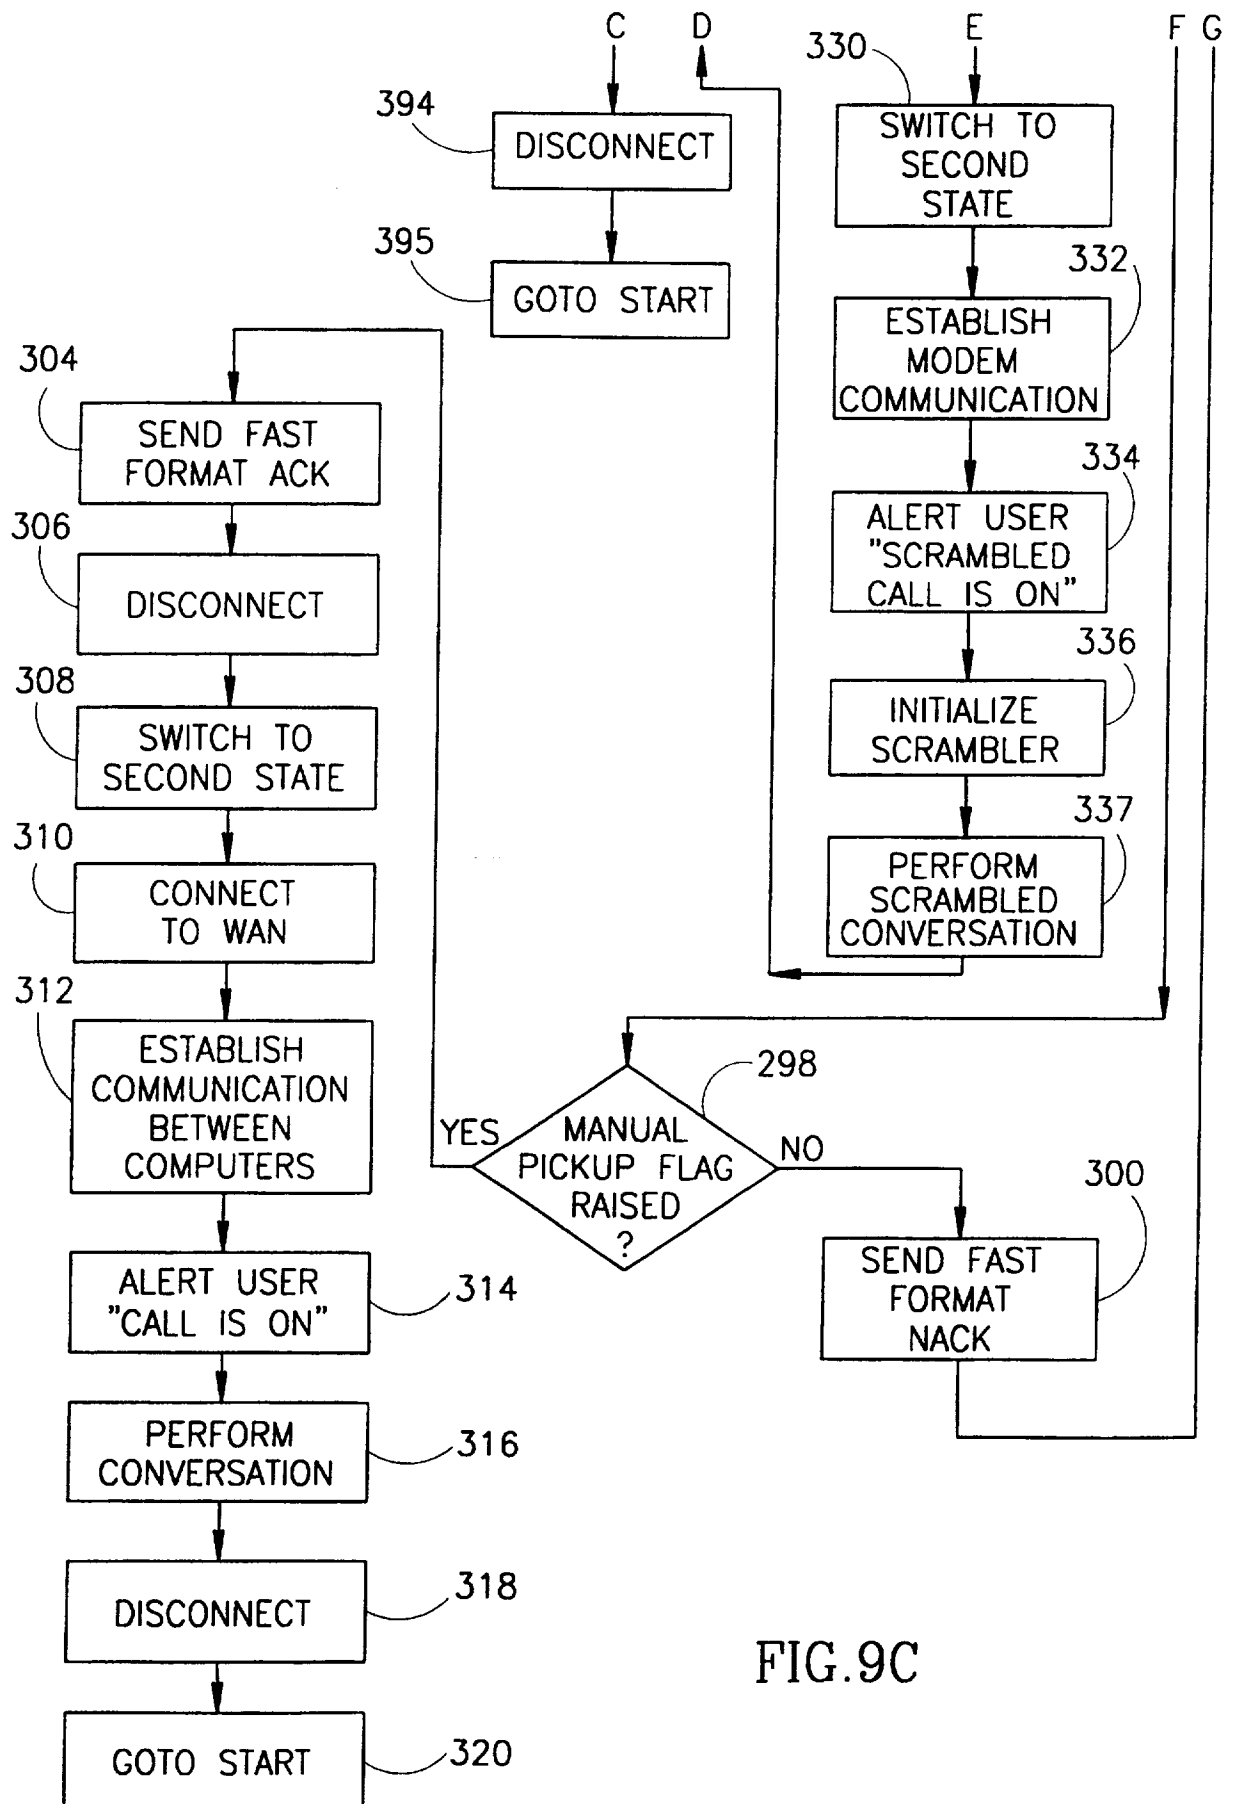 C
D
E
F
G
394
DISCONNECT
395
GOTO START
330
SWITCH TO
SECOND
STATE
332
ESTABLISH
MODEM
COMMUNICATION
334
ALERT USER
"SCRAMBLED
CALL IS ON"
336
INITIALIZE
SCRAMBLER
337
PERFORM
SCRAMBLED
CONVERSATION
298
MANUAL
PICKUP FLAG
RAISED
?
YES
NO
300
SEND FAST
FORMAT
NACK
304
SEND FAST
FORMAT ACK
306
DISCONNECT
308
SWITCH TO
SECOND STATE
310
CONNECT
TO WAN
312
ESTABLISH
COMMUNICATION
BETWEEN
COMPUTERS
314
ALERT USER
"CALL IS ON"
316
PERFORM
CONVERSATION
318
DISCONNECT
320
GOTO START
FIG.9C